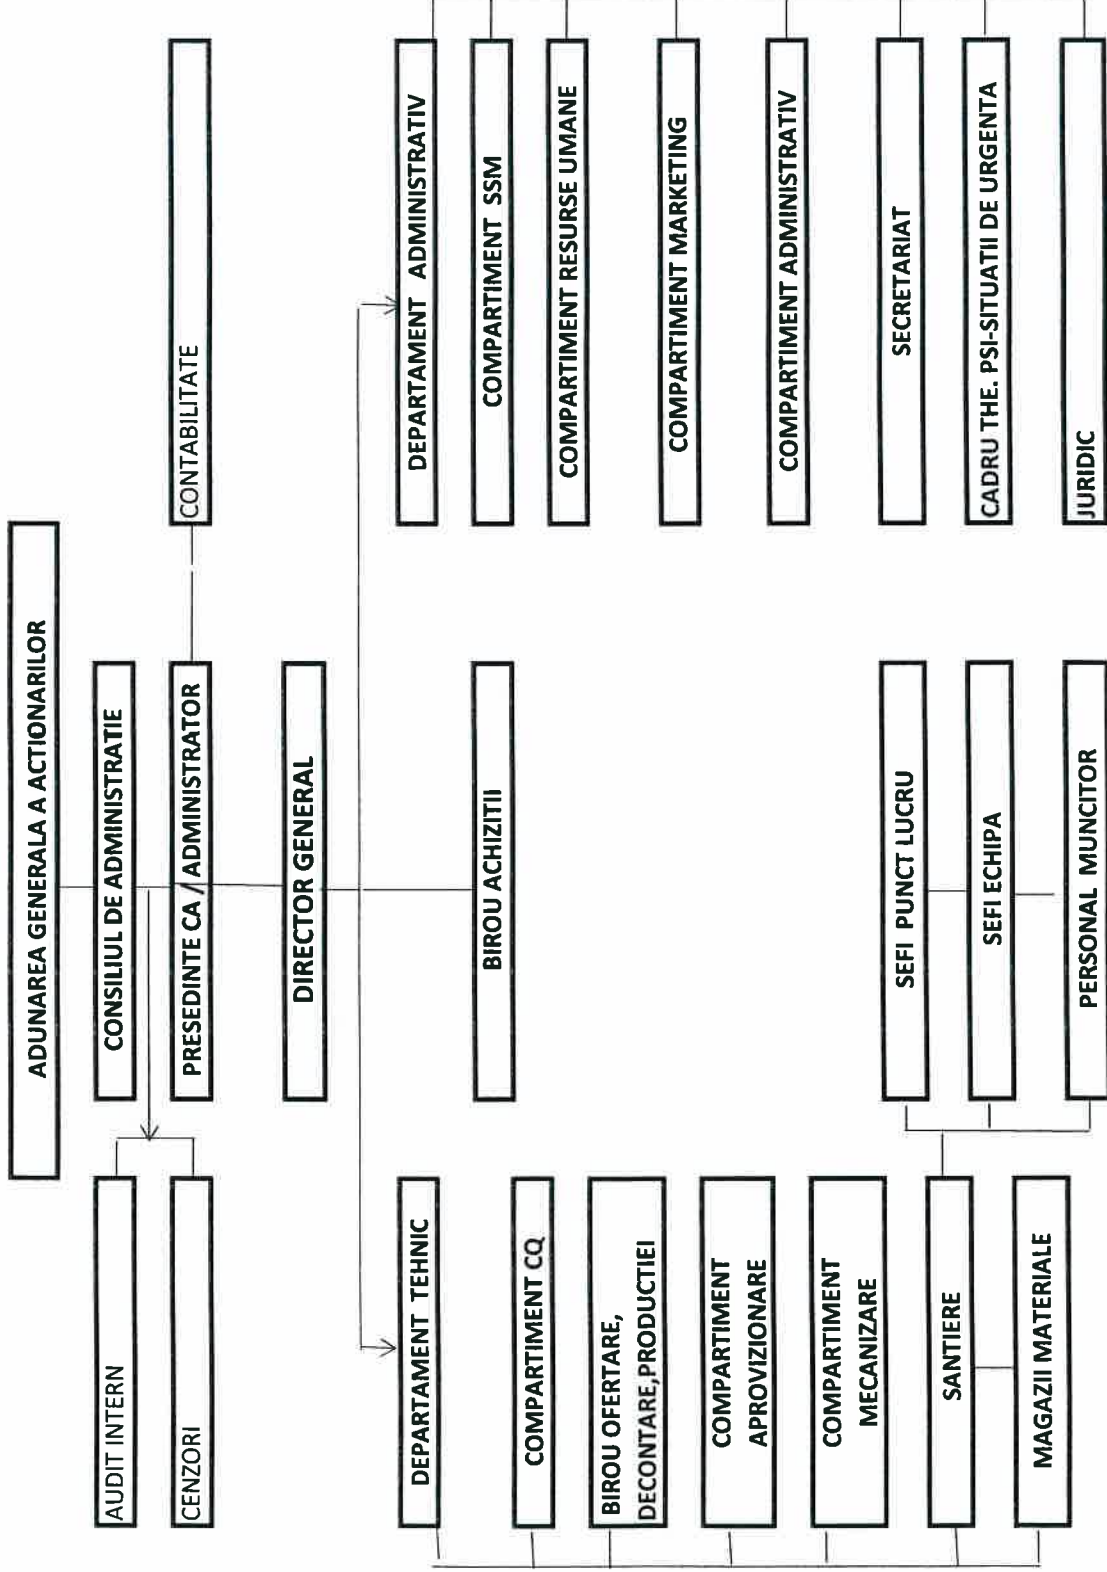 ADUNAREA GENERALA A ACTIONARILOR
AUDIT INTERN
CONSILIUL DE ADMINISTRATIE
CENZORI
PRESEDINTE CA / ADMINISTRATOR
CONTABILITATE
DIRECTOR GENERAL
DEPARTAMENT TEHNIC
COMPARTIMENT CQ
BIROU OFERTARE,
DECONTARE,PRODUCTIEI
COMPARTIMENT
APROVIZIONARE
COMPARTIMENT
MECANIZARE
SANTIERE
MAGAZII MATERIALE
BIROU ACHIZITII
SEFI PUNCT LUCRU
SEFI ECHIPA
PERSONAL MUNCITOR
DEPARTAMENT ADMINISTRATIV
COMPARTIMENT SSM
COMPARTIMENT RESURSE UMANE
COMPARTIMENT MARKETING
COMPARTIMENT ADMINISTRATIV
SECRETARIAT
CADRU THE. PSI-SITUATII DE URGENTA
JURIDIC